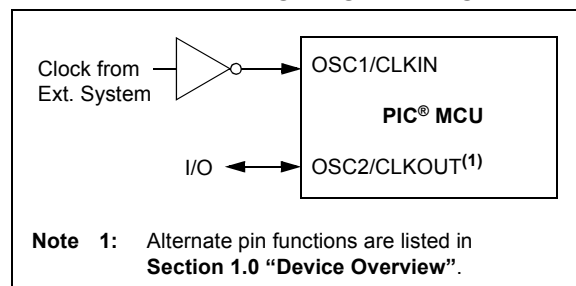 Clock from
Ext. System
OSC1/CLKIN
PIC® MCU
I/O
OSC2/CLKOUT(1)
Note 1: Alternate pin functions are listed in
Section 1.0 “Device Overview”.